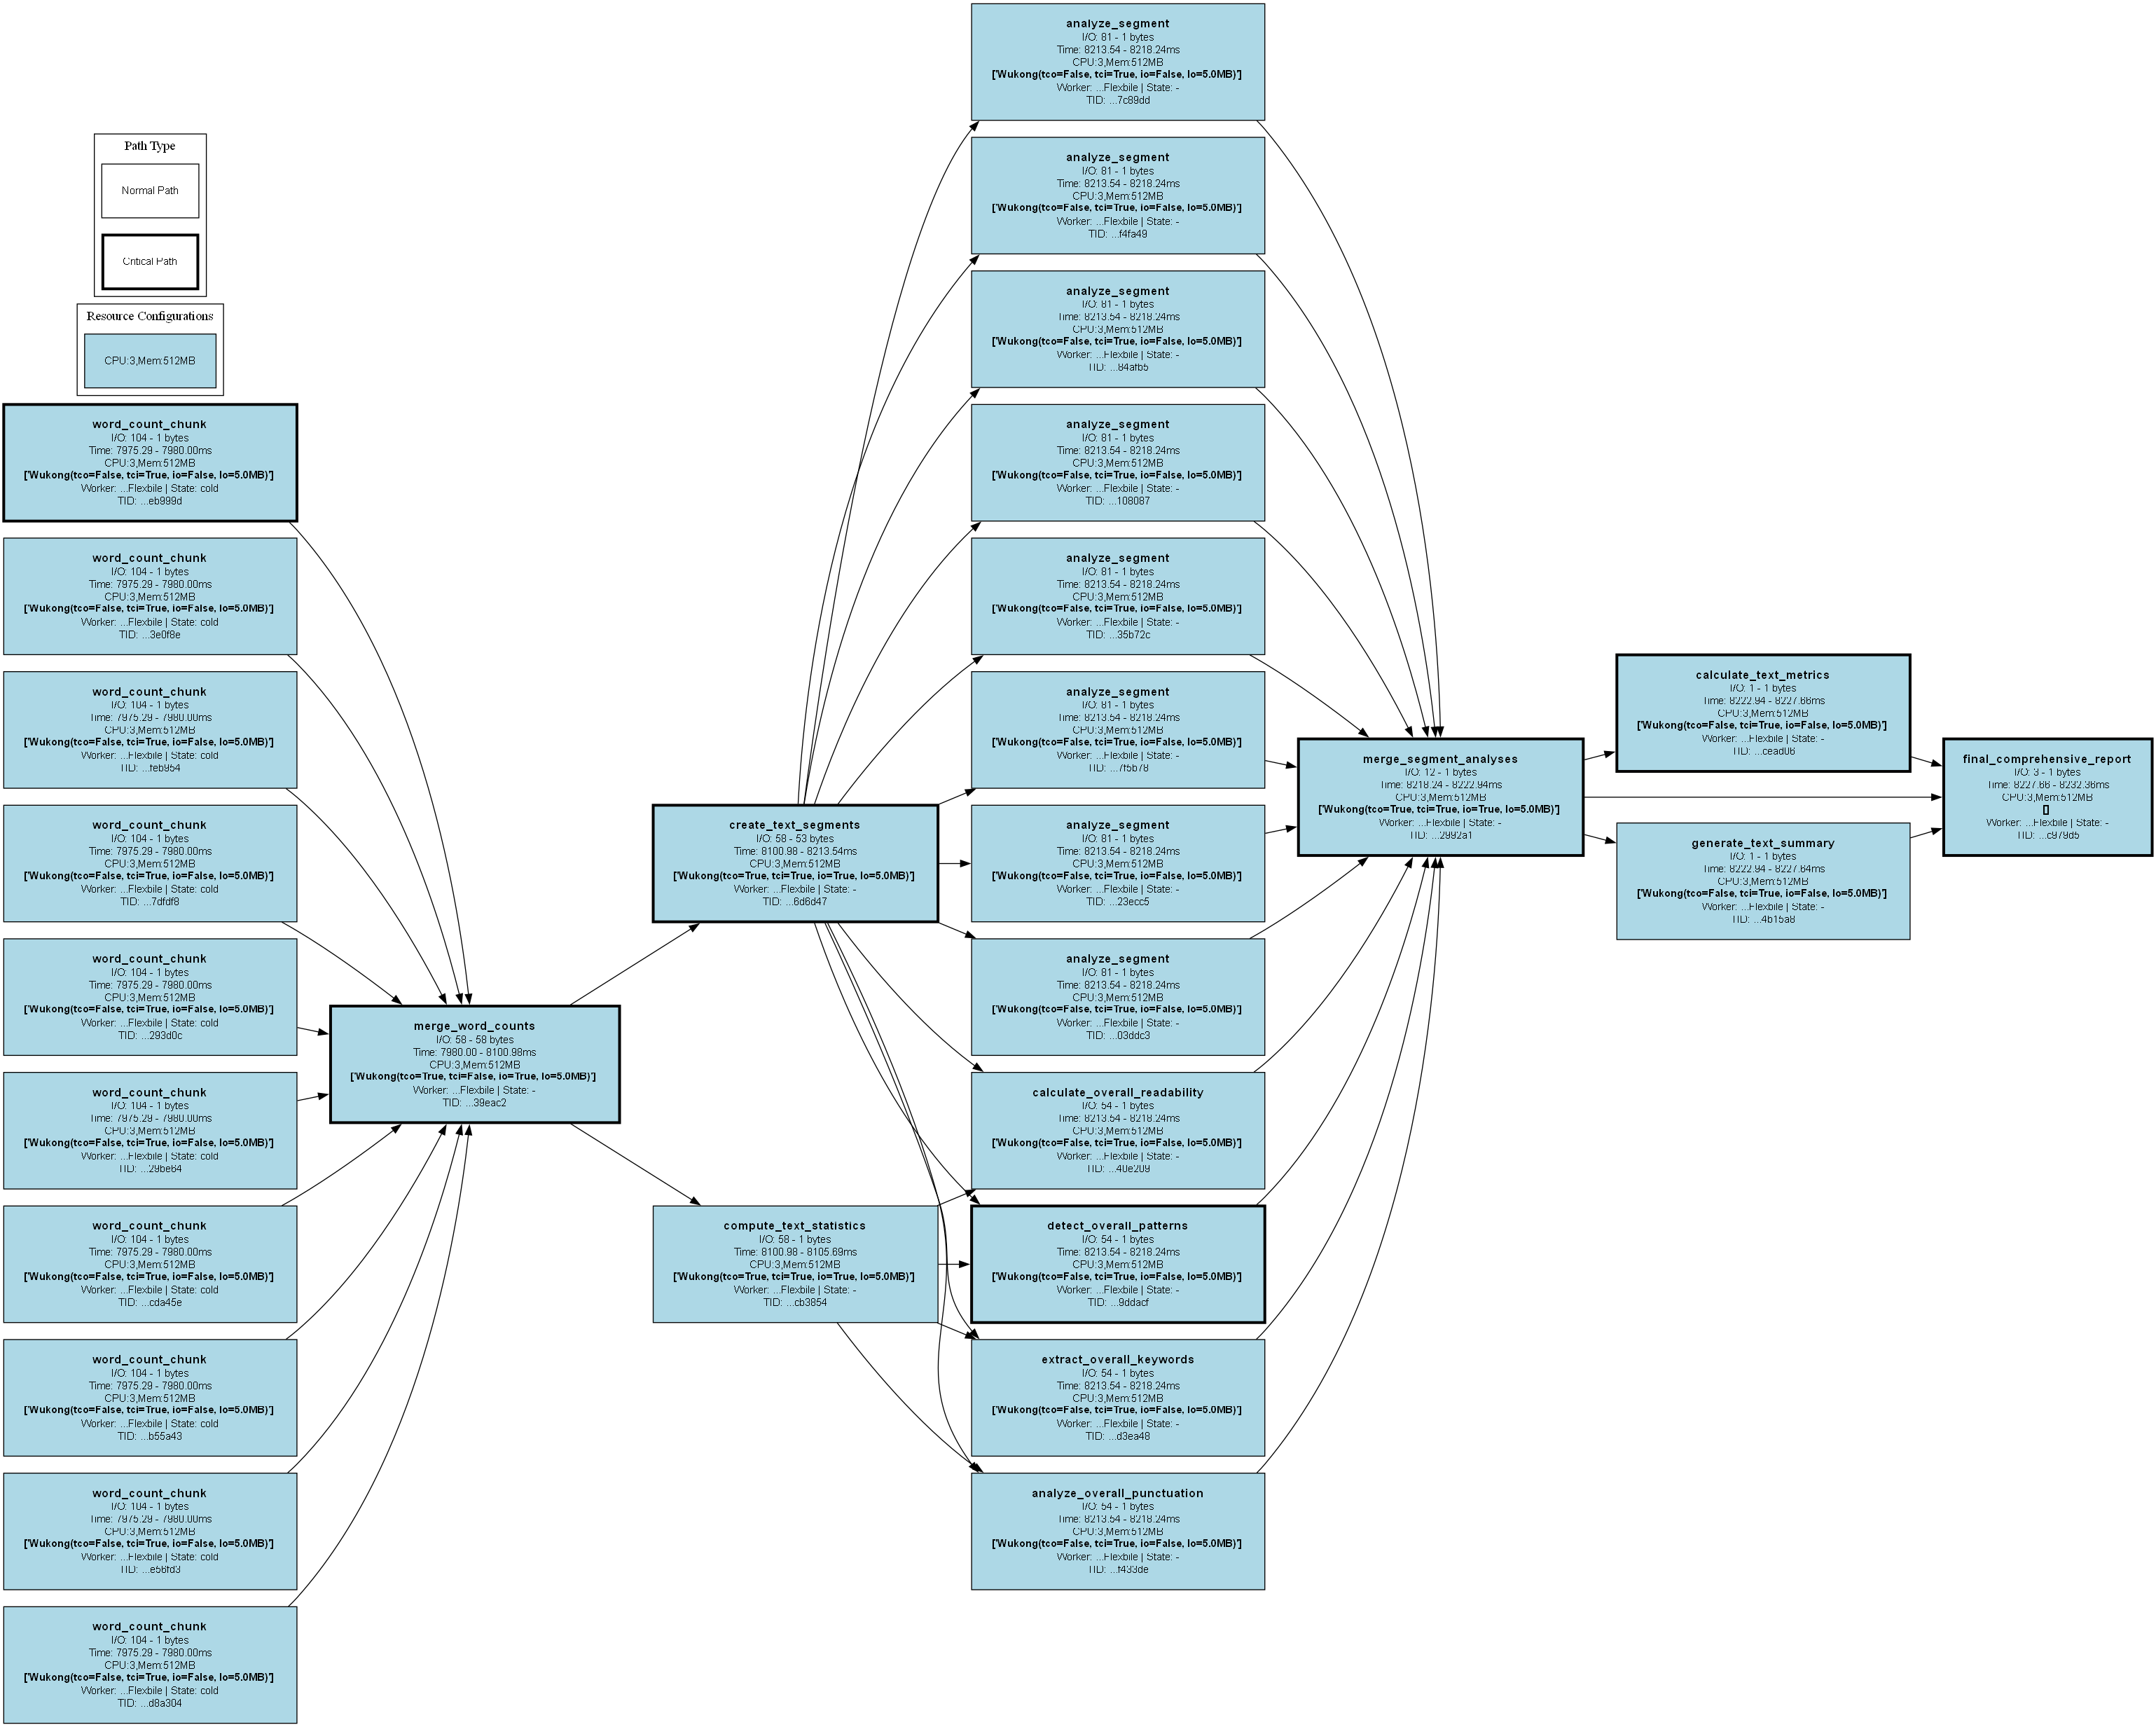 Path Type
Normal Path
Critical Path
Resource Configurations
CPU:3,Mem:512MB
word_count_chunk
I/O: 104 - 1 bytes
Time: 7975.29 - 7980.00ms
CPU:3,Mem:512MB
['Wukong(tco=False, tci=True, io=False, lo=5.0MB)']
Worker: ...Flexbile | State: cold
TID: ...eb999d
word_count_chunk
I/O: 104 - 1 bytes
Time: 7975.29 - 7980.00ms
CPU:3,Mem:512MB
['Wukong(tco=False, tci=True, io=False, lo=5.0MB)']
Worker: ...Flexbile | State: cold
TID: ...3e0f8e
word_count_chunk
I/O: 104 - 1 bytes
Time: 7975.29 - 7980.00ms
CPU:3,Mem:512MB
['Wukong(tco=False, tci=True, io=False, lo=5.0MB)']
Worker: ...Flexbile | State: cold
TID: ...feb954
word_count_chunk
I/O: 104 - 1 bytes
Time: 7975.29 - 7980.00ms
CPU:3,Mem:512MB
['Wukong(tco=False, tci=True, io=False, lo=5.0MB)']
Worker: ...Flexbile | State: cold
TID: ...7dfdf8
word_count_chunk
I/O: 104 - 1 bytes
Time: 7975.29 - 7980.00ms
CPU:3,Mem:512MB
['Wukong(tco=False, tci=True, io=False, lo=5.0MB)']
Worker: ...Flexbile | State: cold
TID: ...293d0c
word_count_chunk
I/O: 104 - 1 bytes
Time: 7975.29 - 7980.00ms
CPU:3,Mem:512MB
['Wukong(tco=False, tci=True, io=False, lo=5.0MB)']
Worker: ...Flexbile | State: cold
TID: ...29be64
word_count_chunk
I/O: 104 - 1 bytes
Time: 7975.29 - 7980.00ms
CPU:3,Mem:512MB
['Wukong(tco=False, tci=True, io=False, lo=5.0MB)']
Worker: ...Flexbile | State: cold
TID: ...cda45e
word_count_chunk
I/O: 104 - 1 bytes
Time: 7975.29 - 7980.00ms
CPU:3,Mem:512MB
['Wukong(tco=False, tci=True, io=False, lo=5.0MB)']
Worker: ...Flexbile | State: cold
TID: ...b55a43
word_count_chunk
I/O: 104 - 1 bytes
Time: 7975.29 - 7980.00ms
CPU:3,Mem:512MB
['Wukong(tco=False, tci=True, io=False, lo=5.0MB)']
Worker: ...Flexbile | State: cold
TID: ...e56fd3
word_count_chunk
I/O: 104 - 1 bytes
Time: 7975.29 - 7980.00ms
CPU:3,Mem:512MB
['Wukong(tco=False, tci=True, io=False, lo=5.0MB)']
Worker: ...Flexbile | State: cold
TID: ...d8a304
merge_word_counts
I/O: 58 - 58 bytes
Time: 7980.00 - 8100.98ms
CPU:3,Mem:512MB
['Wukong(tco=True, tci=False, io=True, lo=5.0MB)']
Worker: ...Flexbile | State: -
TID: ...39eac2
create_text_segments
I/O: 58 - 53 bytes
Time: 8100.98 - 8213.54ms
CPU:3,Mem:512MB
['Wukong(tco=True, tci=True, io=True, lo=5.0MB)']
Worker: ...Flexbile | State: -
TID: ...6d6d47
compute_text_statistics
I/O: 58 - 1 bytes
Time: 8100.98 - 8105.69ms
CPU:3,Mem:512MB
['Wukong(tco=True, tci=True, io=True, lo=5.0MB)']
Worker: ...Flexbile | State: -
TID: ...cb3854
analyze_segment
I/O: 81 - 1 bytes
Time: 8213.54 - 8218.24ms
CPU:3,Mem:512MB
['Wukong(tco=False, tci=True, io=False, lo=5.0MB)']
Worker: ...Flexbile | State: -
TID: ...7c89dd
analyze_segment
I/O: 81 - 1 bytes
Time: 8213.54 - 8218.24ms
CPU:3,Mem:512MB
['Wukong(tco=False, tci=True, io=False, lo=5.0MB)']
Worker: ...Flexbile | State: -
TID: ...f4fa49
analyze_segment
I/O: 81 - 1 bytes
Time: 8213.54 - 8218.24ms
CPU:3,Mem:512MB
['Wukong(tco=False, tci=True, io=False, lo=5.0MB)']
Worker: ...Flexbile | State: -
TID: ...84afb5
analyze_segment
I/O: 81 - 1 bytes
Time: 8213.54 - 8218.24ms
CPU:3,Mem:512MB
['Wukong(tco=False, tci=True, io=False, lo=5.0MB)']
Worker: ...Flexbile | State: -
TID: ...108087
analyze_segment
I/O: 81 - 1 bytes
Time: 8213.54 - 8218.24ms
CPU:3,Mem:512MB
['Wukong(tco=False, tci=True, io=False, lo=5.0MB)']
Worker: ...Flexbile | State: -
TID: ...35b72c
analyze_segment
I/O: 81 - 1 bytes
Time: 8213.54 - 8218.24ms
CPU:3,Mem:512MB
['Wukong(tco=False, tci=True, io=False, lo=5.0MB)']
Worker: ...Flexbile | State: -
TID: ...7f5b78
analyze_segment
I/O: 81 - 1 bytes
Time: 8213.54 - 8218.24ms
CPU:3,Mem:512MB
['Wukong(tco=False, tci=True, io=False, lo=5.0MB)']
Worker: ...Flexbile | State: -
TID: ...23ecc5
analyze_segment
I/O: 81 - 1 bytes
Time: 8213.54 - 8218.24ms
CPU:3,Mem:512MB
['Wukong(tco=False, tci=True, io=False, lo=5.0MB)']
Worker: ...Flexbile | State: -
TID: ...03ddc3
calculate_overall_readability
I/O: 54 - 1 bytes
Time: 8213.54 - 8218.24ms
CPU:3,Mem:512MB
['Wukong(tco=False, tci=True, io=False, lo=5.0MB)']
Worker: ...Flexbile | State: -
TID: ...40e209
detect_overall_patterns
I/O: 54 - 1 bytes
Time: 8213.54 - 8218.24ms
CPU:3,Mem:512MB
['Wukong(tco=False, tci=True, io=False, lo=5.0MB)']
Worker: ...Flexbile | State: -
TID: ...9ddacf
extract_overall_keywords
I/O: 54 - 1 bytes
Time: 8213.54 - 8218.24ms
CPU:3,Mem:512MB
['Wukong(tco=False, tci=True, io=False, lo=5.0MB)']
Worker: ...Flexbile | State: -
TID: ...d3ea48
analyze_overall_punctuation
I/O: 54 - 1 bytes
Time: 8213.54 - 8218.24ms
CPU:3,Mem:512MB
['Wukong(tco=False, tci=True, io=False, lo=5.0MB)']
Worker: ...Flexbile | State: -
TID: ...f433de
merge_segment_analyses
I/O: 12 - 1 bytes
Time: 8218.24 - 8222.94ms
CPU:3,Mem:512MB
['Wukong(tco=True, tci=True, io=True, lo=5.0MB)']
Worker: ...Flexbile | State: -
TID: ...2992a1
calculate_text_metrics
I/O: 1 - 1 bytes
Time: 8222.94 - 8227.66ms
CPU:3,Mem:512MB
['Wukong(tco=False, tci=True, io=False, lo=5.0MB)']
Worker: ...Flexbile | State: -
TID: ...cead06
generate_text_summary
I/O: 1 - 1 bytes
Time: 8222.94 - 8227.64ms
CPU:3,Mem:512MB
['Wukong(tco=False, tci=True, io=False, lo=5.0MB)']
Worker: ...Flexbile | State: -
TID: ...4b15a8
final_comprehensive_report
I/O: 3 - 1 bytes
Time: 8227.66 - 8232.36ms
CPU:3,Mem:512MB
[]
Worker: ...Flexbile | State: -
TID: ...c979d5